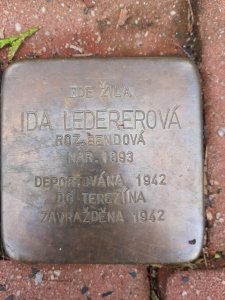 ZDE ŽILA
IDA LEDEREROVÁ
ROZ. BENDOVÁ
NAR. 1893
DEPORTOVÁNA 1942
DO TEREZÍNA
ZAVRAŽDĚNA 1942